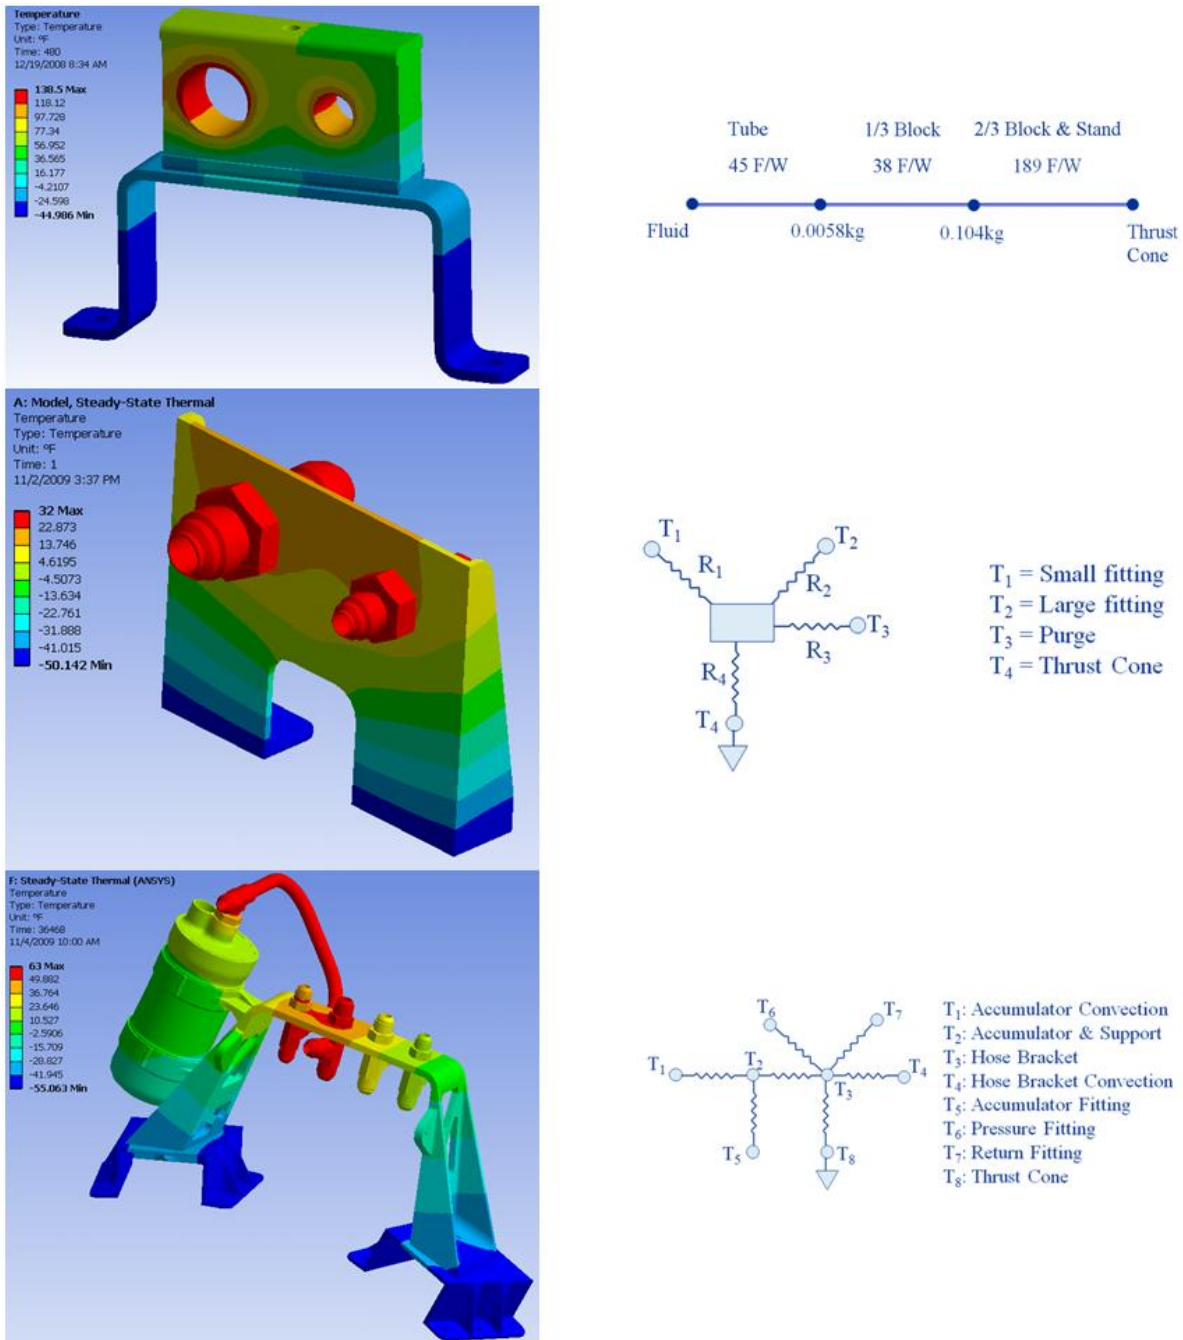 Temperature
Type: Temperature
Unit: ºF
Time: 480
12/19/2008 8:34 AM
138.5 Max
118.12
97.728
77.34
56.952
36.565
16.177
-4.2107
-24.598
-44.986 Min
Tube 1/3 Block 2/3 Block & Stand
45 F/W 38 F/W 189 F/W
Fluid 0.0058kg 0.104kg Thrust
Cone
A: Model, Steady-State Thermal
Temperature
Type: Temperature
Unit: ºF
Time: 1
11/2/2009 3:37 PM
32 Max
22.873
13.746
4.6195
-4.5073
-13.634
-22.761
-31.888
-41.015
-50.142 Min
T1
T2
R1
R2
T3
R3
R4
T4
T1 = Small fitting
T2 = Large fitting
T3 = Purge
T4 = Thrust Cone
F: Steady-State Thermal (ANSYS)
Temperature
Type: Temperature
Unit: ºF
Time: 36468
11/4/2009 10:00 AM
63 Max
49.882
36.764
23.646
10.527
-2.5906
-15.709
-28.827
-41.945
-55.063 Min
T6
T7
T1
T2
T3
T4
T5
T8
T1: Accumulator Convection
T2: Accumulator & Support
T3: Hose Bracket
T4: Hose Bracket Convection
T5: Accumulator Fitting
T6: Pressure Fitting
T7: Return Fitting
T8: Thrust Cone